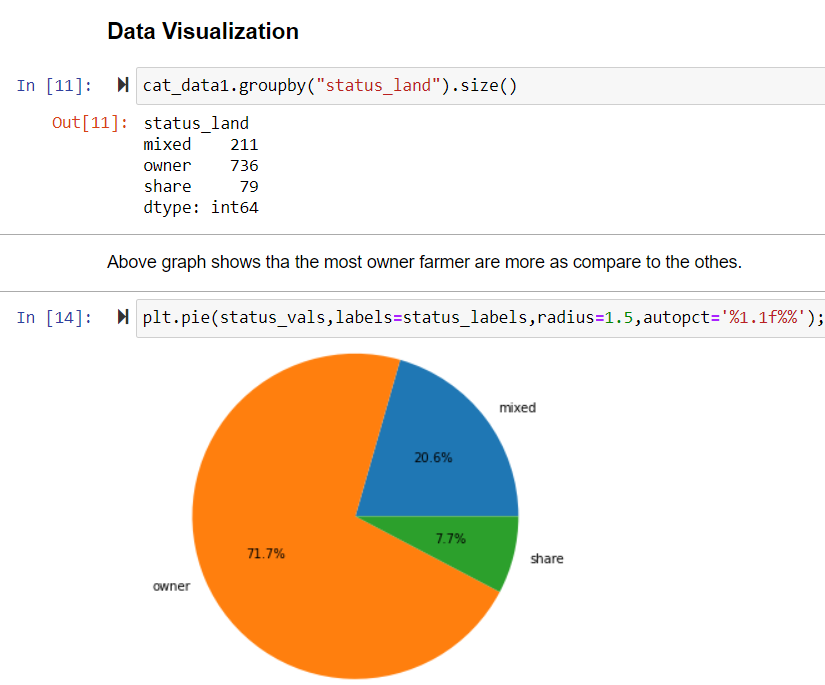 Data Visualization
In [11]: cat_data1.groupby("status_land").size()
Out[11]: status_land
mixed 211
owner 736
share 79
dtype: int64
Above graph shows tha the most owner farmer are more as compare to the othes.
In [14]: plt.pie(status_vals,labels=status_labels,radius=1.5,autopct='%1.1f%%');
mixed
20.6%
7.7%
71.7%
share
owner